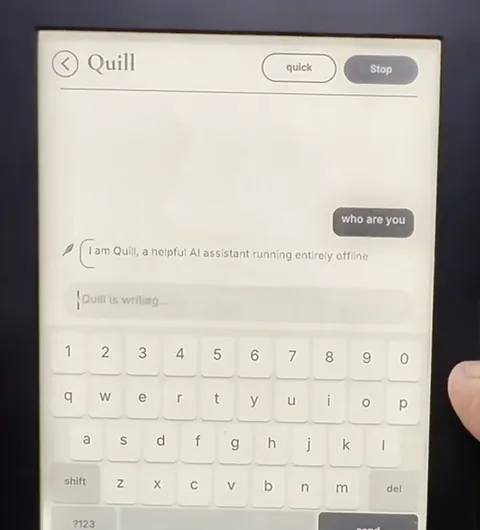 Quill
quick
Stop
who are you
I am Quill, a helpful AI assistant running entirely offline
Quill is writing...
1 2 3 4 5 6 7 8 9 0
q w e r t y u i o p
a s d f g h j k l
shift z x c v b n m del
?123 send